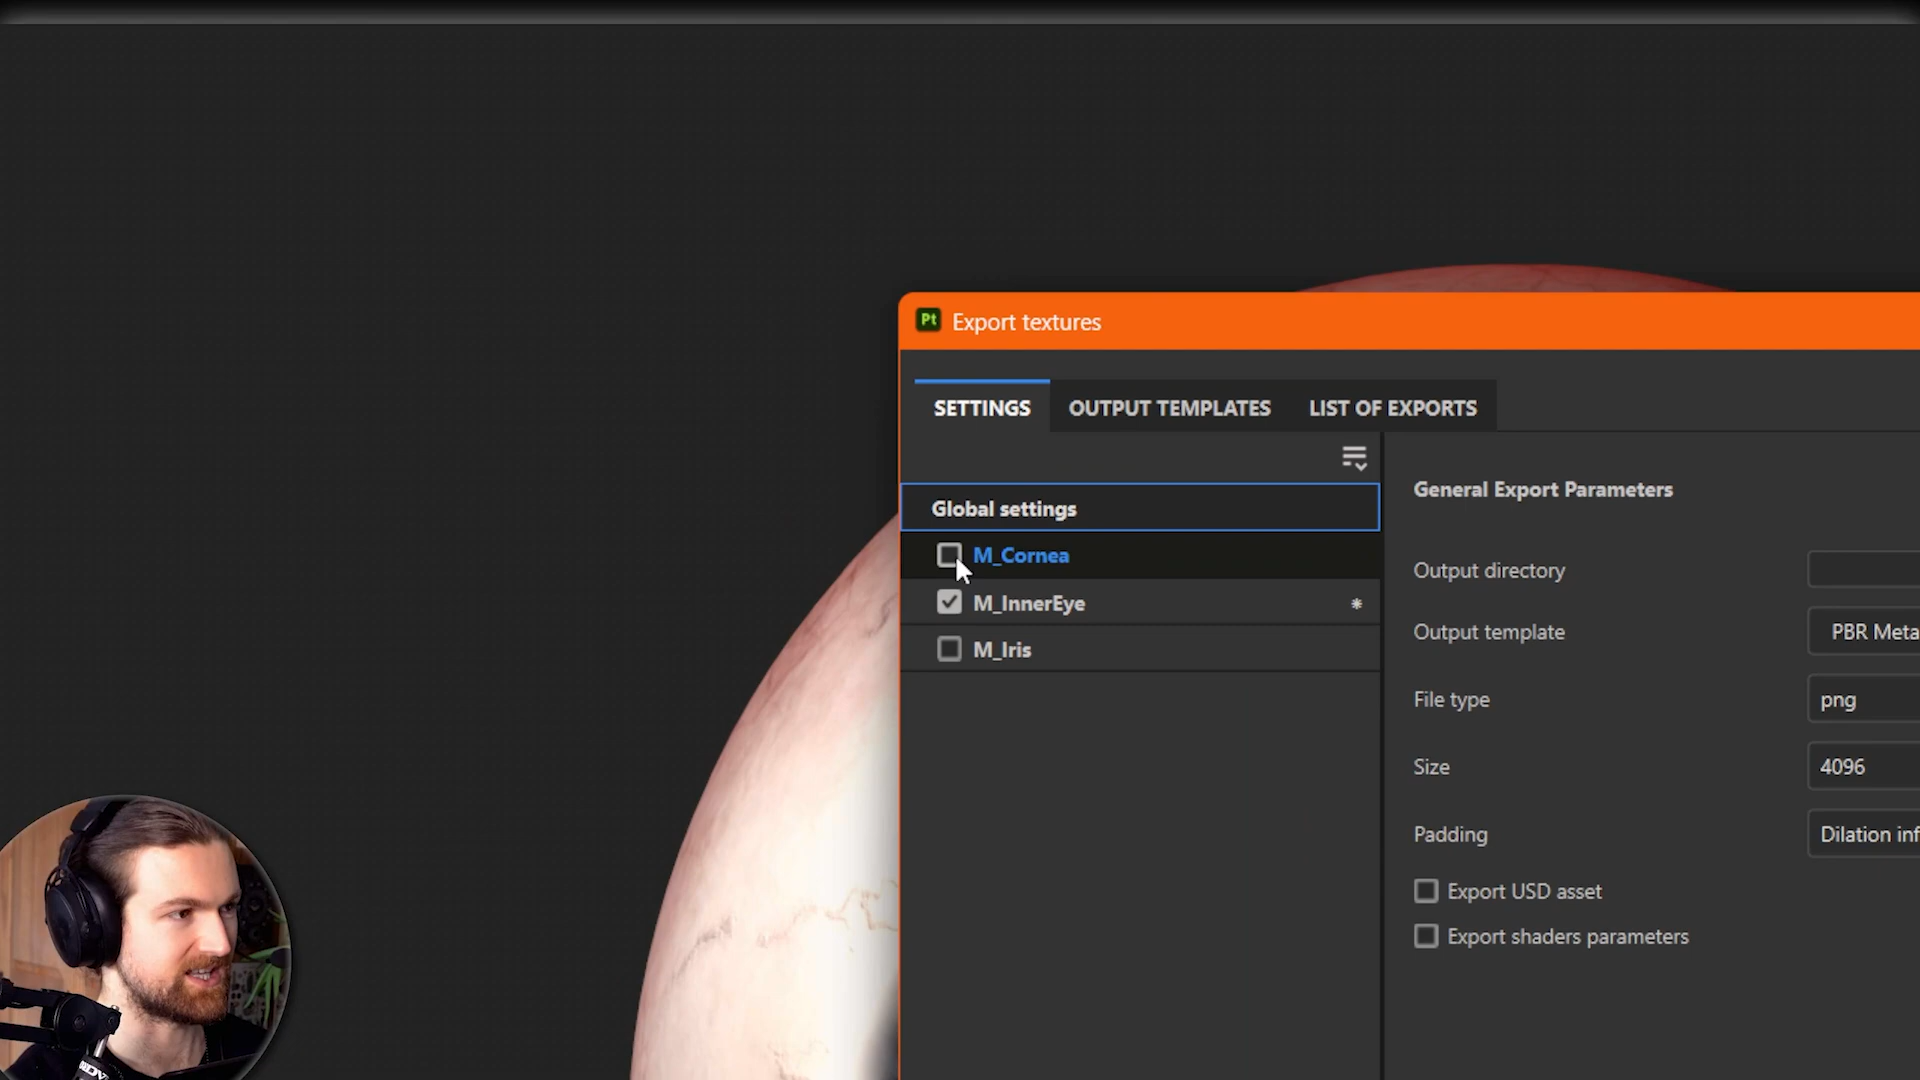 Pt Export textures
SETTINGS OUTPUT TEMPLATES LIST OF EXPORTS
Global settings
M_Cornea
M_InnerEye *
M_Iris
General Export Parameters
Output directory
Output template PBR Meta
File type png
Size 4096
Padding Dilation inf
Export USD asset
Export shaders parameters